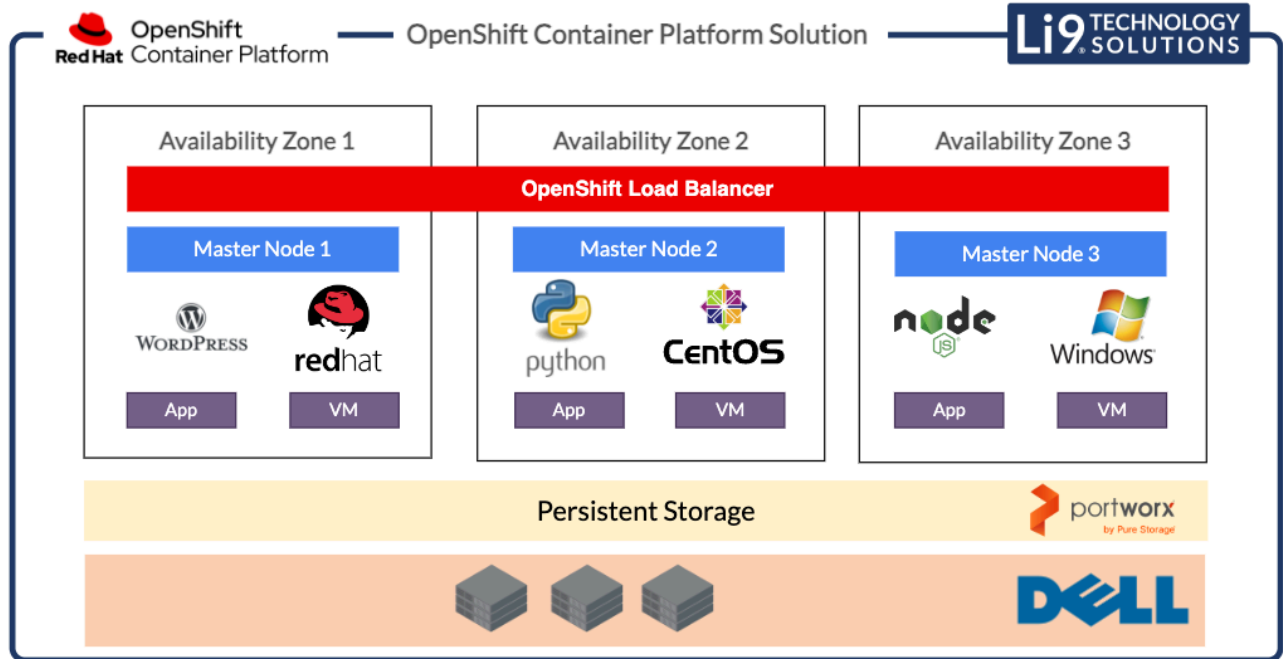 OpenShift
Red Hat Container Platform
OpenShift Container Platform Solution
Li9® TECHNOLOGY
SOLUTIONS
Availability Zone 1
Availability Zone 2
Availability Zone 3
OpenShift Load Balancer
Master Node 1
Master Node 2
Master Node 3
WORDPRESS
redhat
python
CentOS
node
JS
Windows
App
VM
App
VM
App
VM
Persistent Storage
portworx
by Pure Storage
DELL